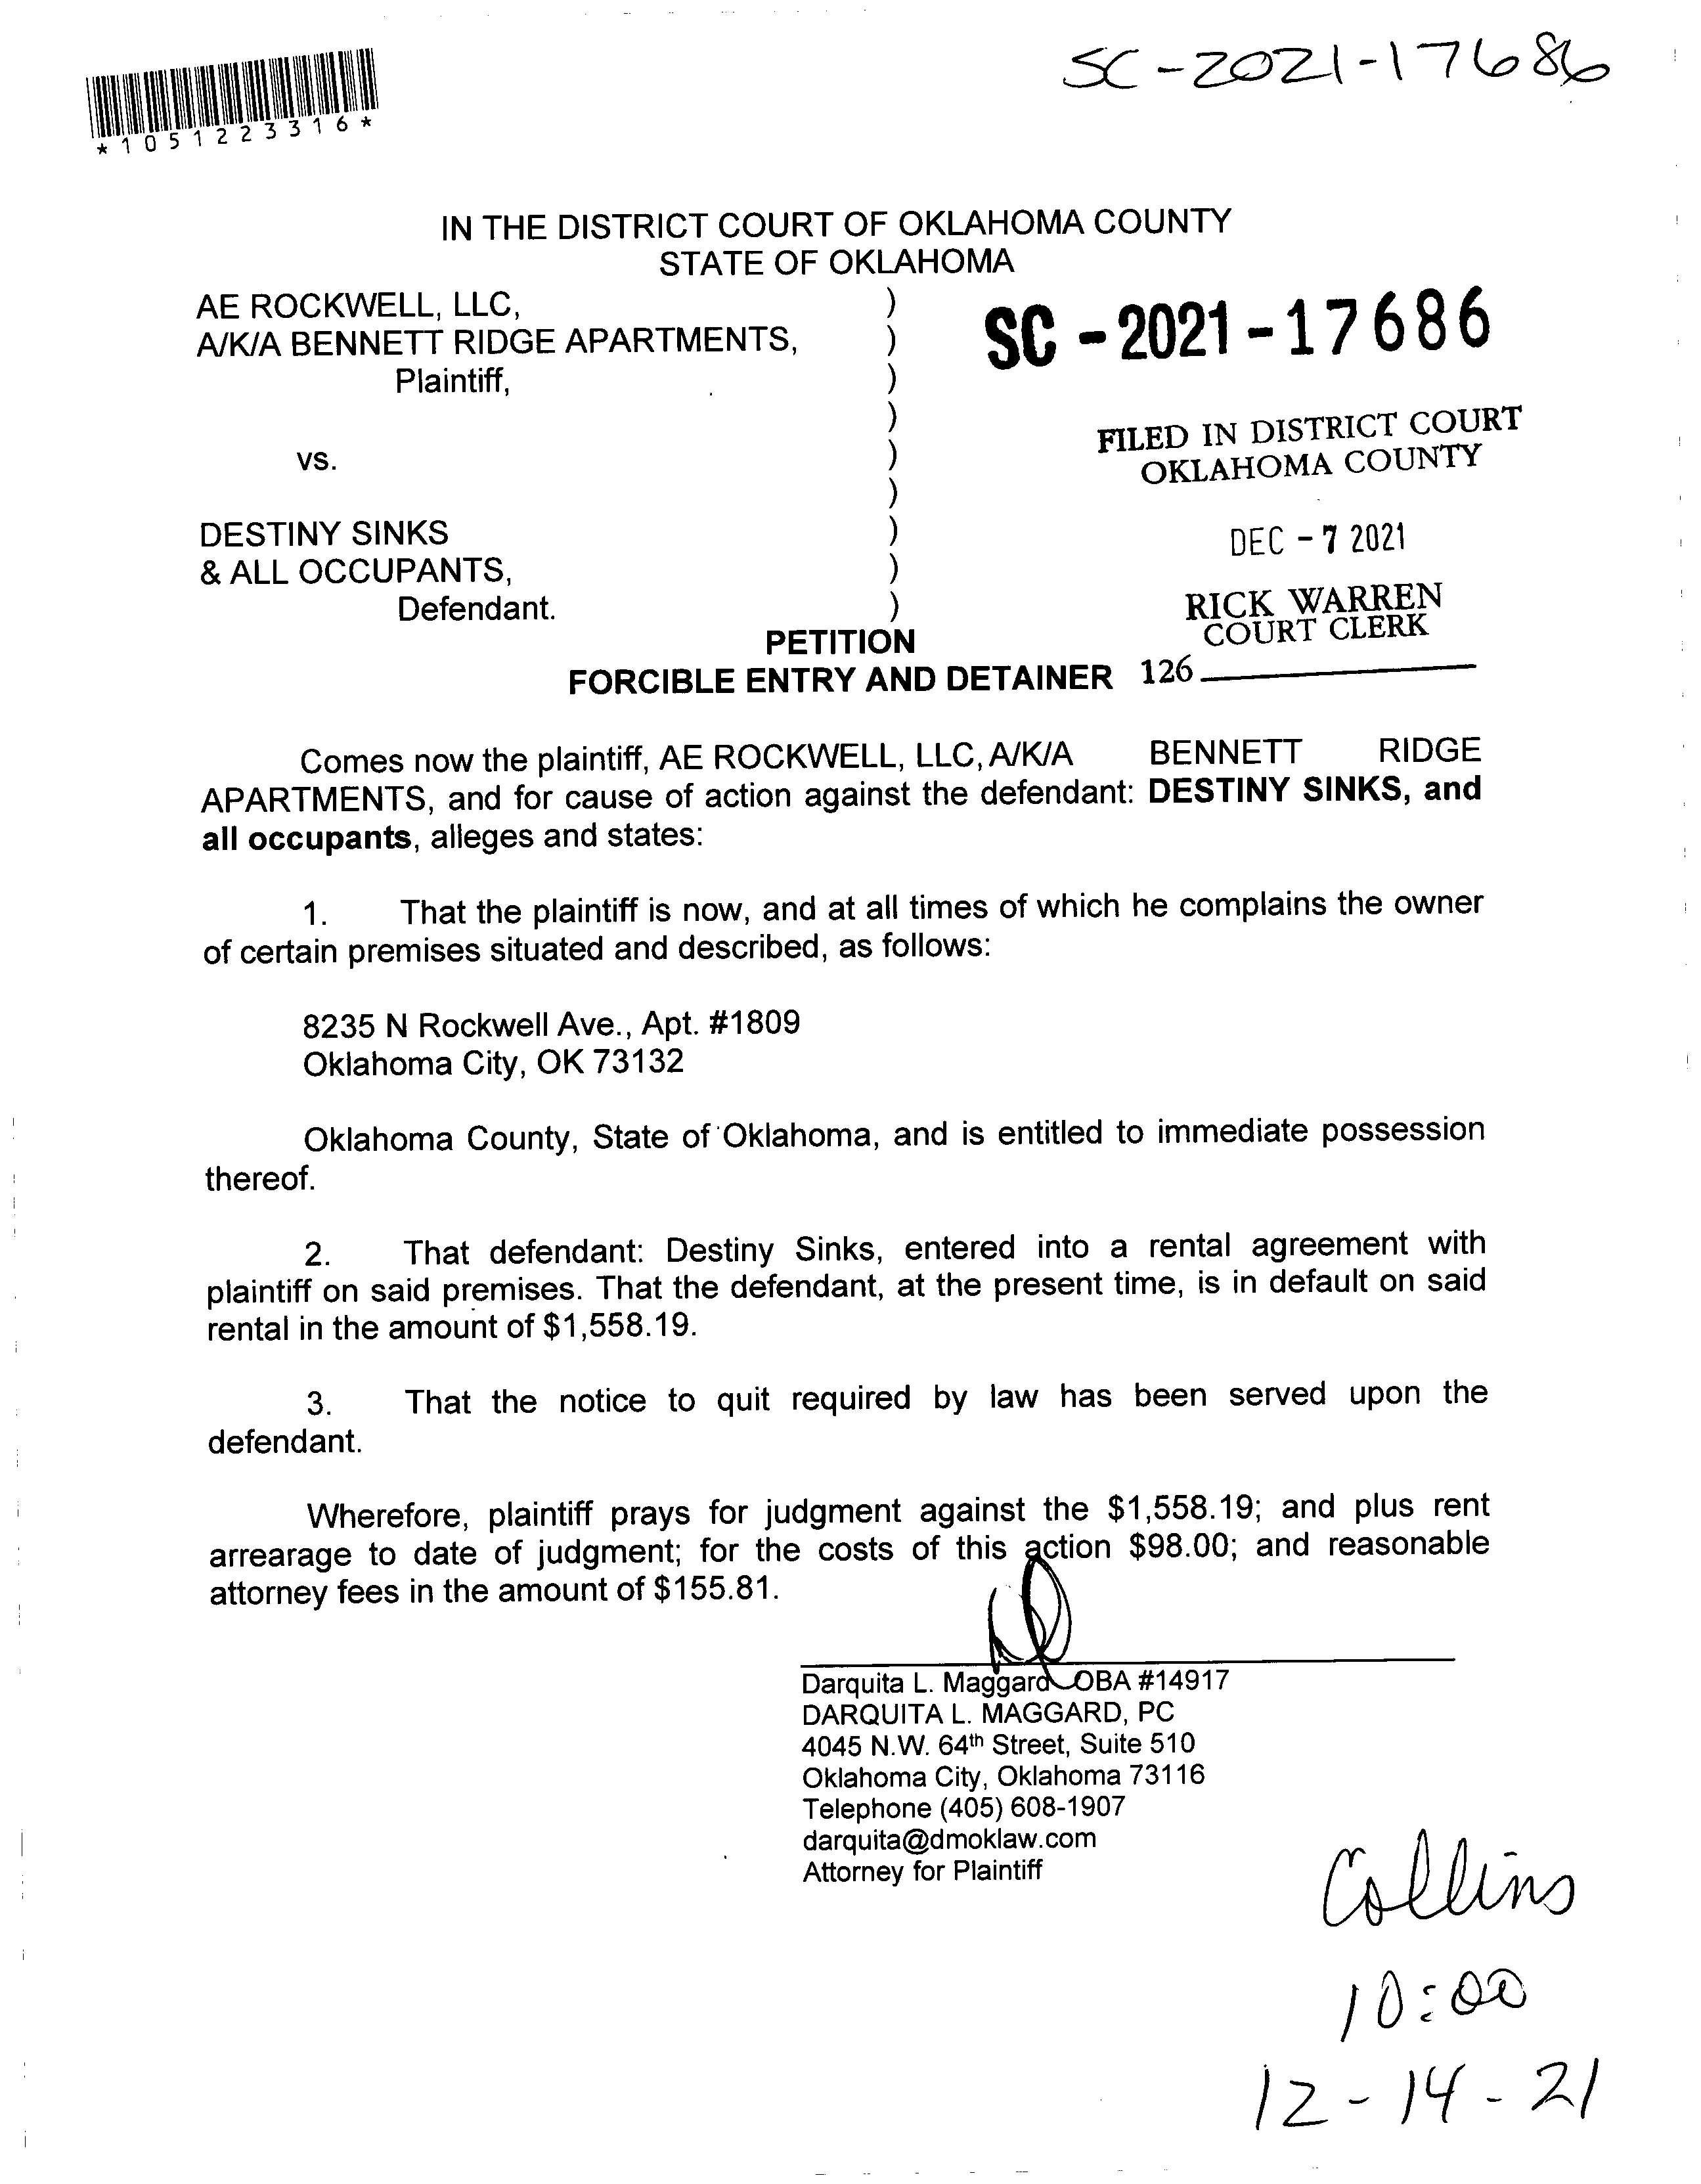 SC-2021-17686
*1051223316*
IN THE DISTRICT COURT OF OKLAHOMA COUNTY
STATE OF OKLAHOMA
AE ROCKWELL, LLC, )
A/K/A BENNETT RIDGE APARTMENTS, )
Plaintiff, )
)
vs. )
)
DESTINY SINKS )
& ALL OCCUPANTS, )
Defendant. )
SC - 2021 - 17686
FILED IN DISTRICT COURT
OKLAHOMA COUNTY
DEC - 7 2021
RICK WARREN
COURT CLERK
126
PETITION
FORCIBLE ENTRY AND DETAINER
Comes now the plaintiff, AE ROCKWELL, LLC, A/K/A BENNETT RIDGE
APARTMENTS, and for cause of action against the defendant: DESTINY SINKS, and
all occupants, alleges and states:
1. That the plaintiff is now, and at all times of which he complains the owner
of certain premises situated and described, as follows:
8235 N Rockwell Ave., Apt. #1809
Oklahoma City, OK 73132
Oklahoma County, State of Oklahoma, and is entitled to immediate possession
thereof.
2. That defendant: Destiny Sinks, entered into a rental agreement with
plaintiff on said premises. That the defendant, at the present time, is in default on said
rental in the amount of $1,558.19.
3. That the notice to quit required by law has been served upon the
defendant.
Wherefore, plaintiff prays for judgment against the $1,558.19; and plus rent
arrearage to date of judgment; for the costs of this action $98.00; and reasonable
attorney fees in the amount of $155.81.
Darquita L. Maggard OBA #14917
DARQUITA L. MAGGARD, PC
4045 N.W. 64th Street, Suite 510
Oklahoma City, Oklahoma 73116
Telephone (405) 608-1907
darquita@dmoklaw.com
Attorney for Plaintiff
Collins
10:00
12-14-21